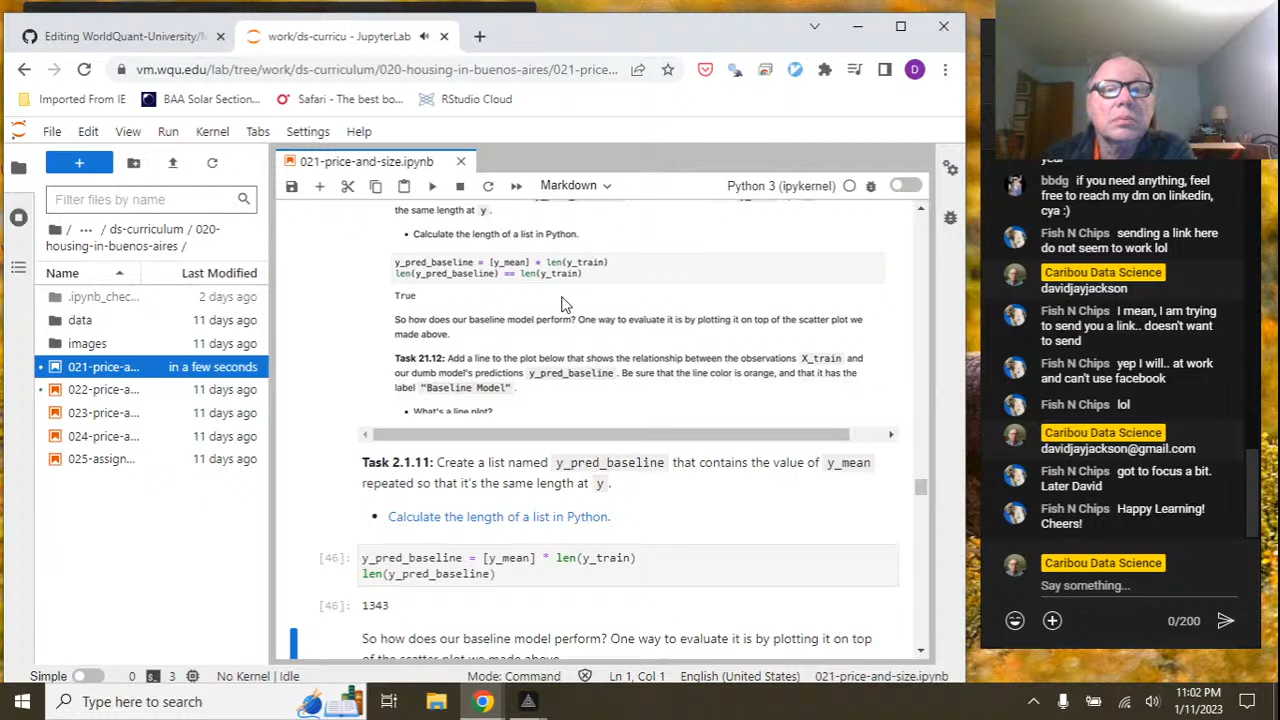 Editing WorldQuant-University/M
work/ds-curricu - JupyterLab
vm.wqu.edu/lab/tree/work/ds-curriculum/020-housing-in-buenos-aires/021-price...
D
Imported From IE
BAA Solar Section...
Safari - The best bo...
RStudio Cloud
File Edit View Run Kernel Tabs Settings Help
Filter files by name
/ ··· / ds-curriculum / 020-
housing-in-buenos-aires /
Name Last Modified
.ipynb_chec... 2 days ago
data 11 days ago
images 11 days ago
021-price-a... in a few seconds
022-price-a... 11 days ago
023-price-a... 11 days ago
024-price-a... 11 days ago
025-assign... 11 days ago
021-price-and-size.ipynb
Markdown
Python 3 (ipykernel)
the same length at y .
• Calculate the length of a list in Python.
y_pred_baseline = [y_mean] * len(y_train)
len(y_pred_baseline) == len(y_train)
True
So how does our baseline model perform? One way to evaluate it is by plotting it on top of the scatter plot we
made above.
Task 21.12: Add a line to the plot below that shows the relationship between the observations X_train and
our dumb model's predictions y_pred_baseline . Be sure that the line color is orange, and that it has the
label "Baseline Model" .
• What's a line plot?
Task 2.1.11: Create a list named y_pred_baseline that contains the value of y_mean
repeated so that it's the same length at y .
• Calculate the length of a list in Python.
[46]: y_pred_baseline = [y_mean] * len(y_train)
len(y_pred_baseline)
[46]: 1343
So how does our baseline model perform? One way to evaluate it is by plotting it on top
of the scatter plot we made above.
Simple 0 3 No Kernel | Idle
Mode: Command
Ln 1, Col 1
English (United States)
021-price-and-size.ipynb
year
bbdg if you need anything, feel
free to reach my dm on linkedin,
cya :)
Fish N Chips sending a link here
do not seem to work lol
Caribou Data Science
davidjayjackson
Fish N Chips I mean, I am trying
to send you a link.. doesn't want
to send
Fish N Chips yep I will.. at work
and can't use facebook
Fish N Chips lol
Caribou Data Science
davidjayjackson@gmail.com
Fish N Chips got to focus a bit.
Later David
Fish N Chips Happy Learning!
Cheers!
Caribou Data Science
Say something...
0/200
Type here to search
11:02 PM
1/11/2023